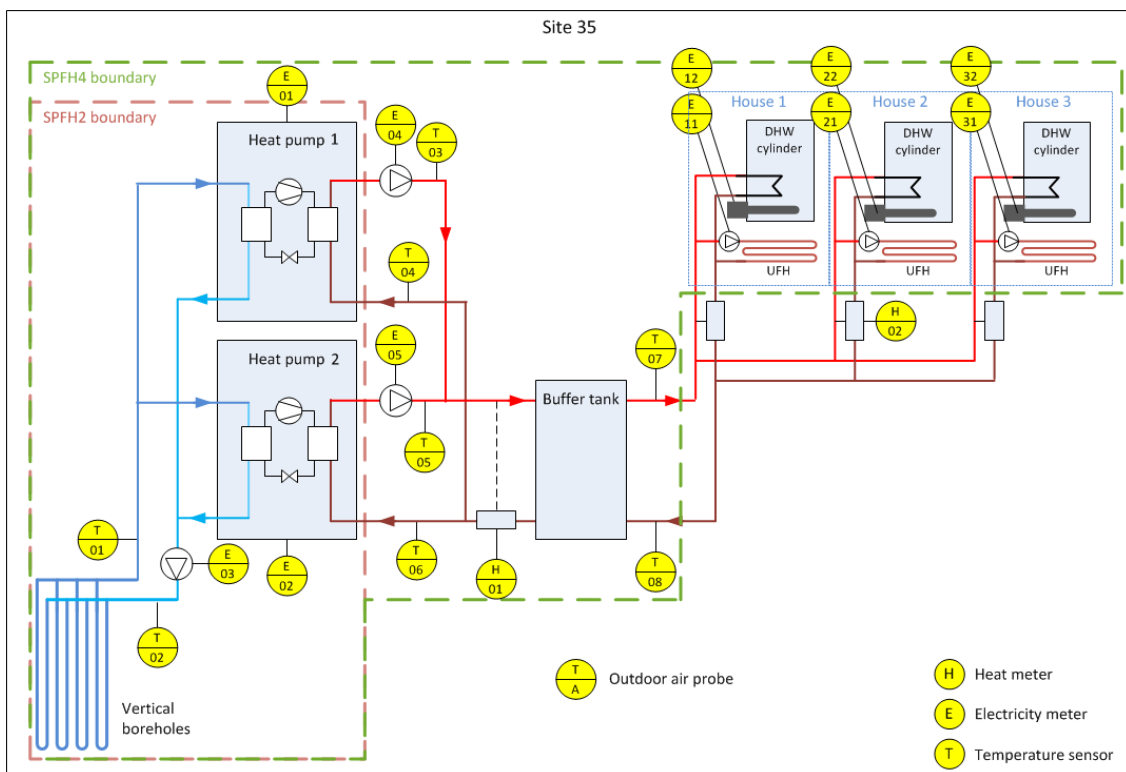 Site 35
SPFH4 boundary
SPFH2 boundary
E
01
Heat pump 1
E
04
T
03
T
04
E
12
E
11
E
22
E
21
E
32
E
31
House 1
House 2
House 3
DHW
cylinder
DHW
cylinder
DHW
cylinder
UFH
UFH
UFH
Heat pump 2
E
05
T
05
Buffer tank
T
07
H
02
T
01
E
03
E
02
T
06
H
01
T
08
T
02
Vertical
boreholes
T
A
Outdoor air probe
H
Heat meter
E
Electricity meter
T
Temperature sensor